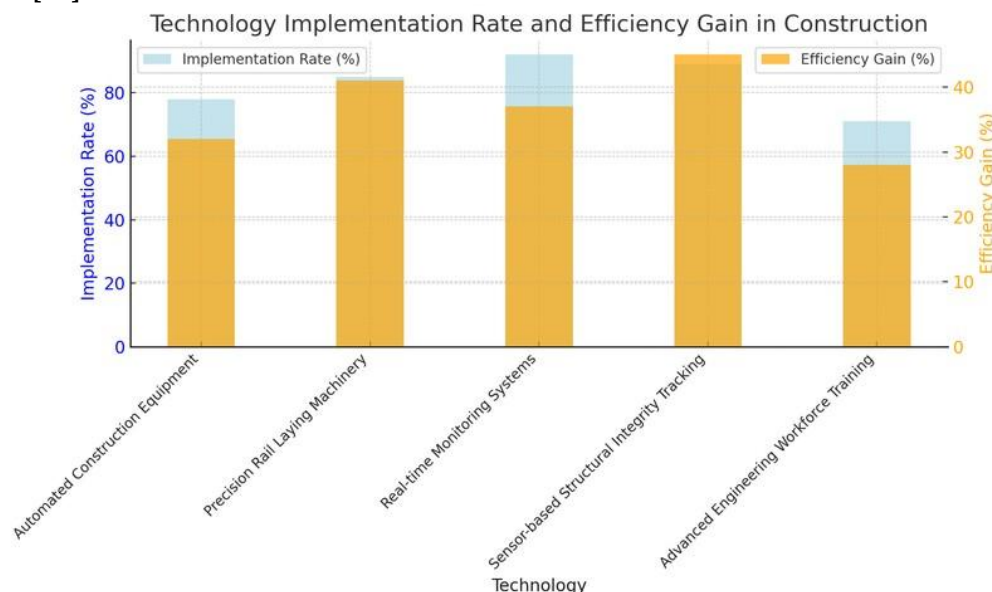 Technology Implementation Rate and Efficiency Gain in Construction
Implementation Rate (%)
Efficiency Gain (%)
Implementation Rate (%)
80
60
40
20
0
Efficiency Gain (%)
40
30
20
10
0
Automated Construction Equipment
Precision Rail Laying Machinery
Real-time Monitoring Systems
Sensor-based Structural Integrity Tracking
Advanced Engineering Workforce Training
Technology